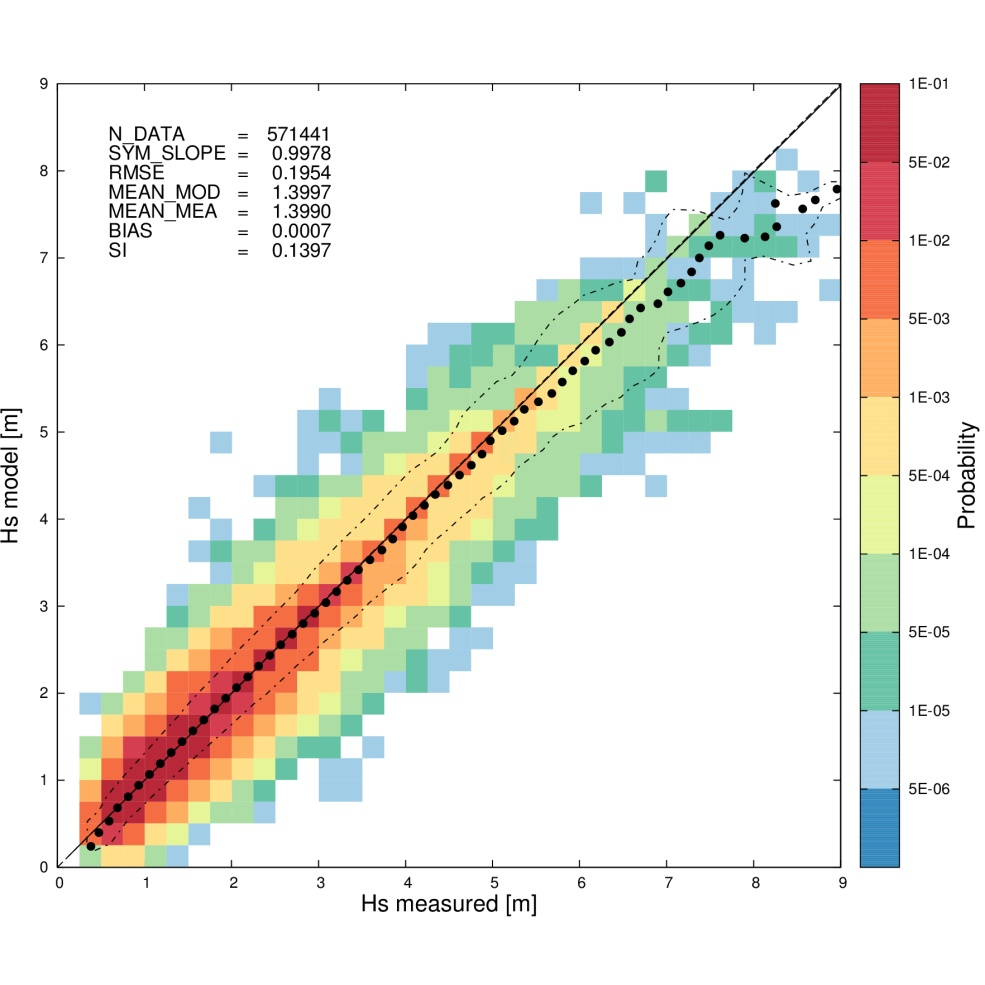 N_DATA = 571441
SYM_SLOPE = 0.9978
RMSE = 0.1954
MEAN_MOD = 1.3997
MEAN_MEA = 1.3990
BIAS = 0.0007
SI = 0.1397
9
8
7
6
5
4
3
2
1
0
Hs model [m]
0 1 2 3 4 5 6 7 8 9
Hs measured [m]
1E-01
5E-02
1E-02
5E-03
1E-03
5E-04
1E-04
5E-05
1E-05
5E-06
Probability